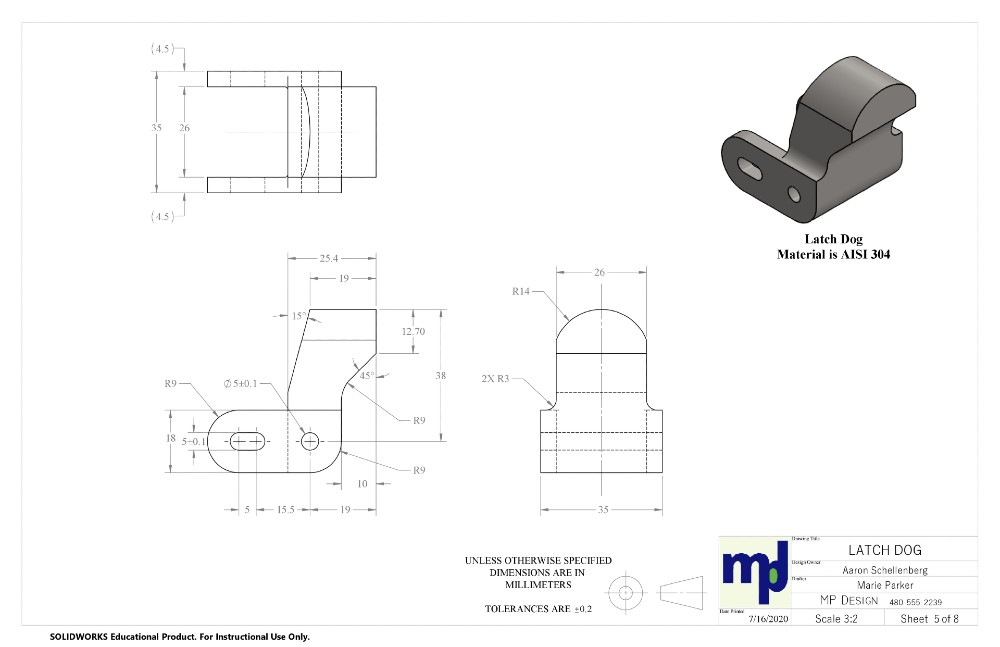 (4.5)
35
26
(4.5)
Latch Dog
Material is AISI 304
25.4
19
15°
12.70
45°
38
R9
Ø 5±0.1
18
5±0.1
R9
R9
10
5
15.5
19
26
R14
2X R3
35
UNLESS OTHERWISE SPECIFIED
DIMENSIONS ARE IN
MILLIMETERS
TOLERANCES ARE ±0.2
mpd
Drawing Title
LATCH DOG
Design Owner
Aaron Schellenberg
Drafter
Marie Parker
MP DESIGN 480 555 2239
Date Printed
7/16/2020
Scale 3:2
Sheet 5 of 8
SOLIDWORKS Educational Product. For Instructional Use Only.